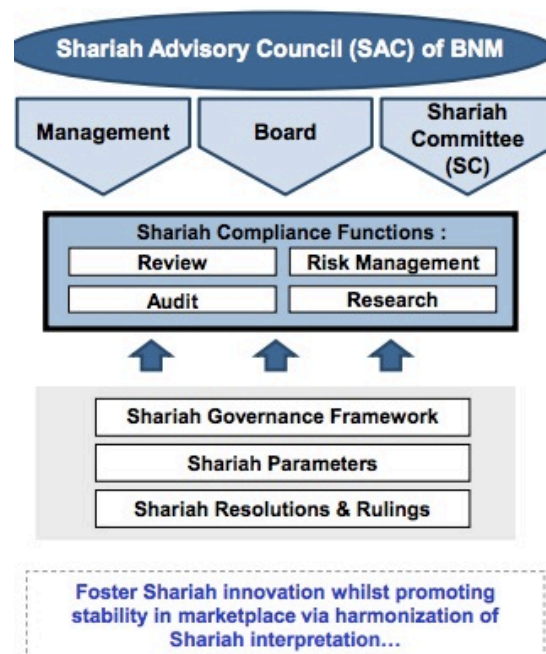 Shariah Advisory Council (SAC) of BNM
Management
Board
Shariah
Committee
(SC)
Shariah Compliance Functions :
Review
Risk Management
Audit
Research
Shariah Governance Framework
Shariah Parameters
Shariah Resolutions & Rulings
Foster Shariah innovation whilst promoting
stability in marketplace via harmonization of
Shariah interpretation...